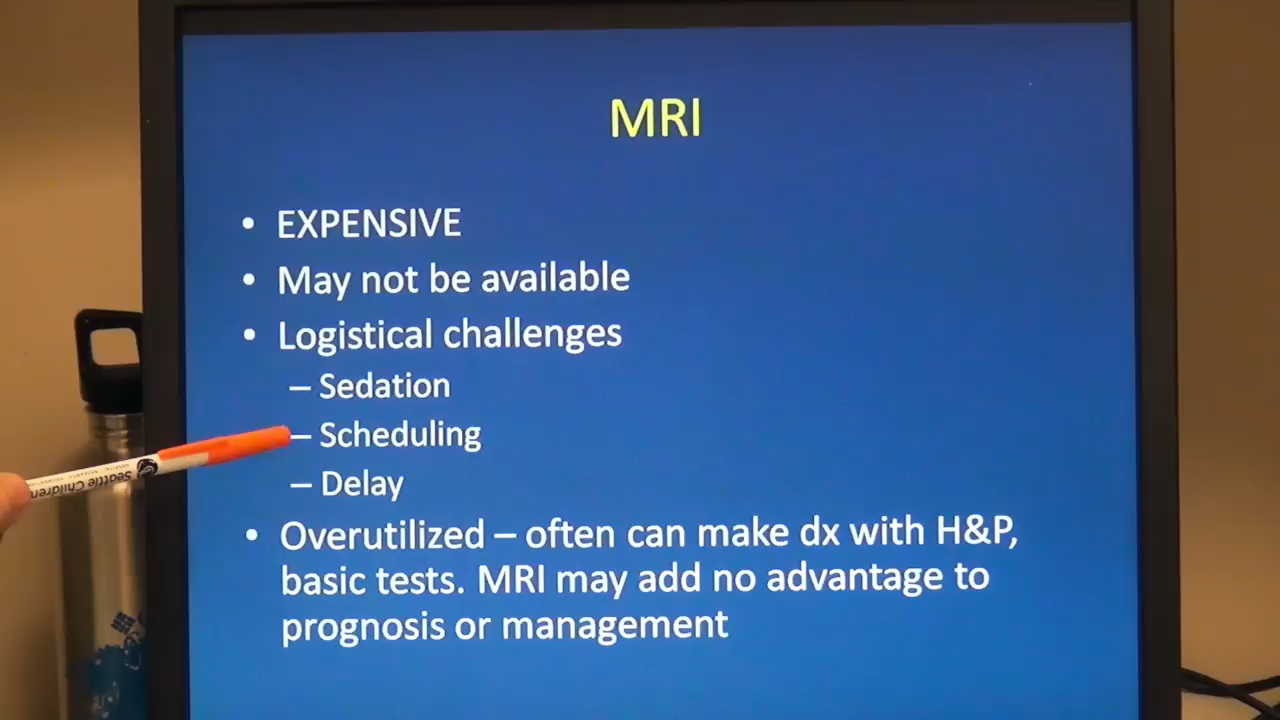 MRI
• EXPENSIVE
• May not be available
• Logistical challenges
– Sedation
– Scheduling
– Delay
• Overutilized – often can make dx with H&P,
basic tests. MRI may add no advantage to
prognosis or management
Seattle Children